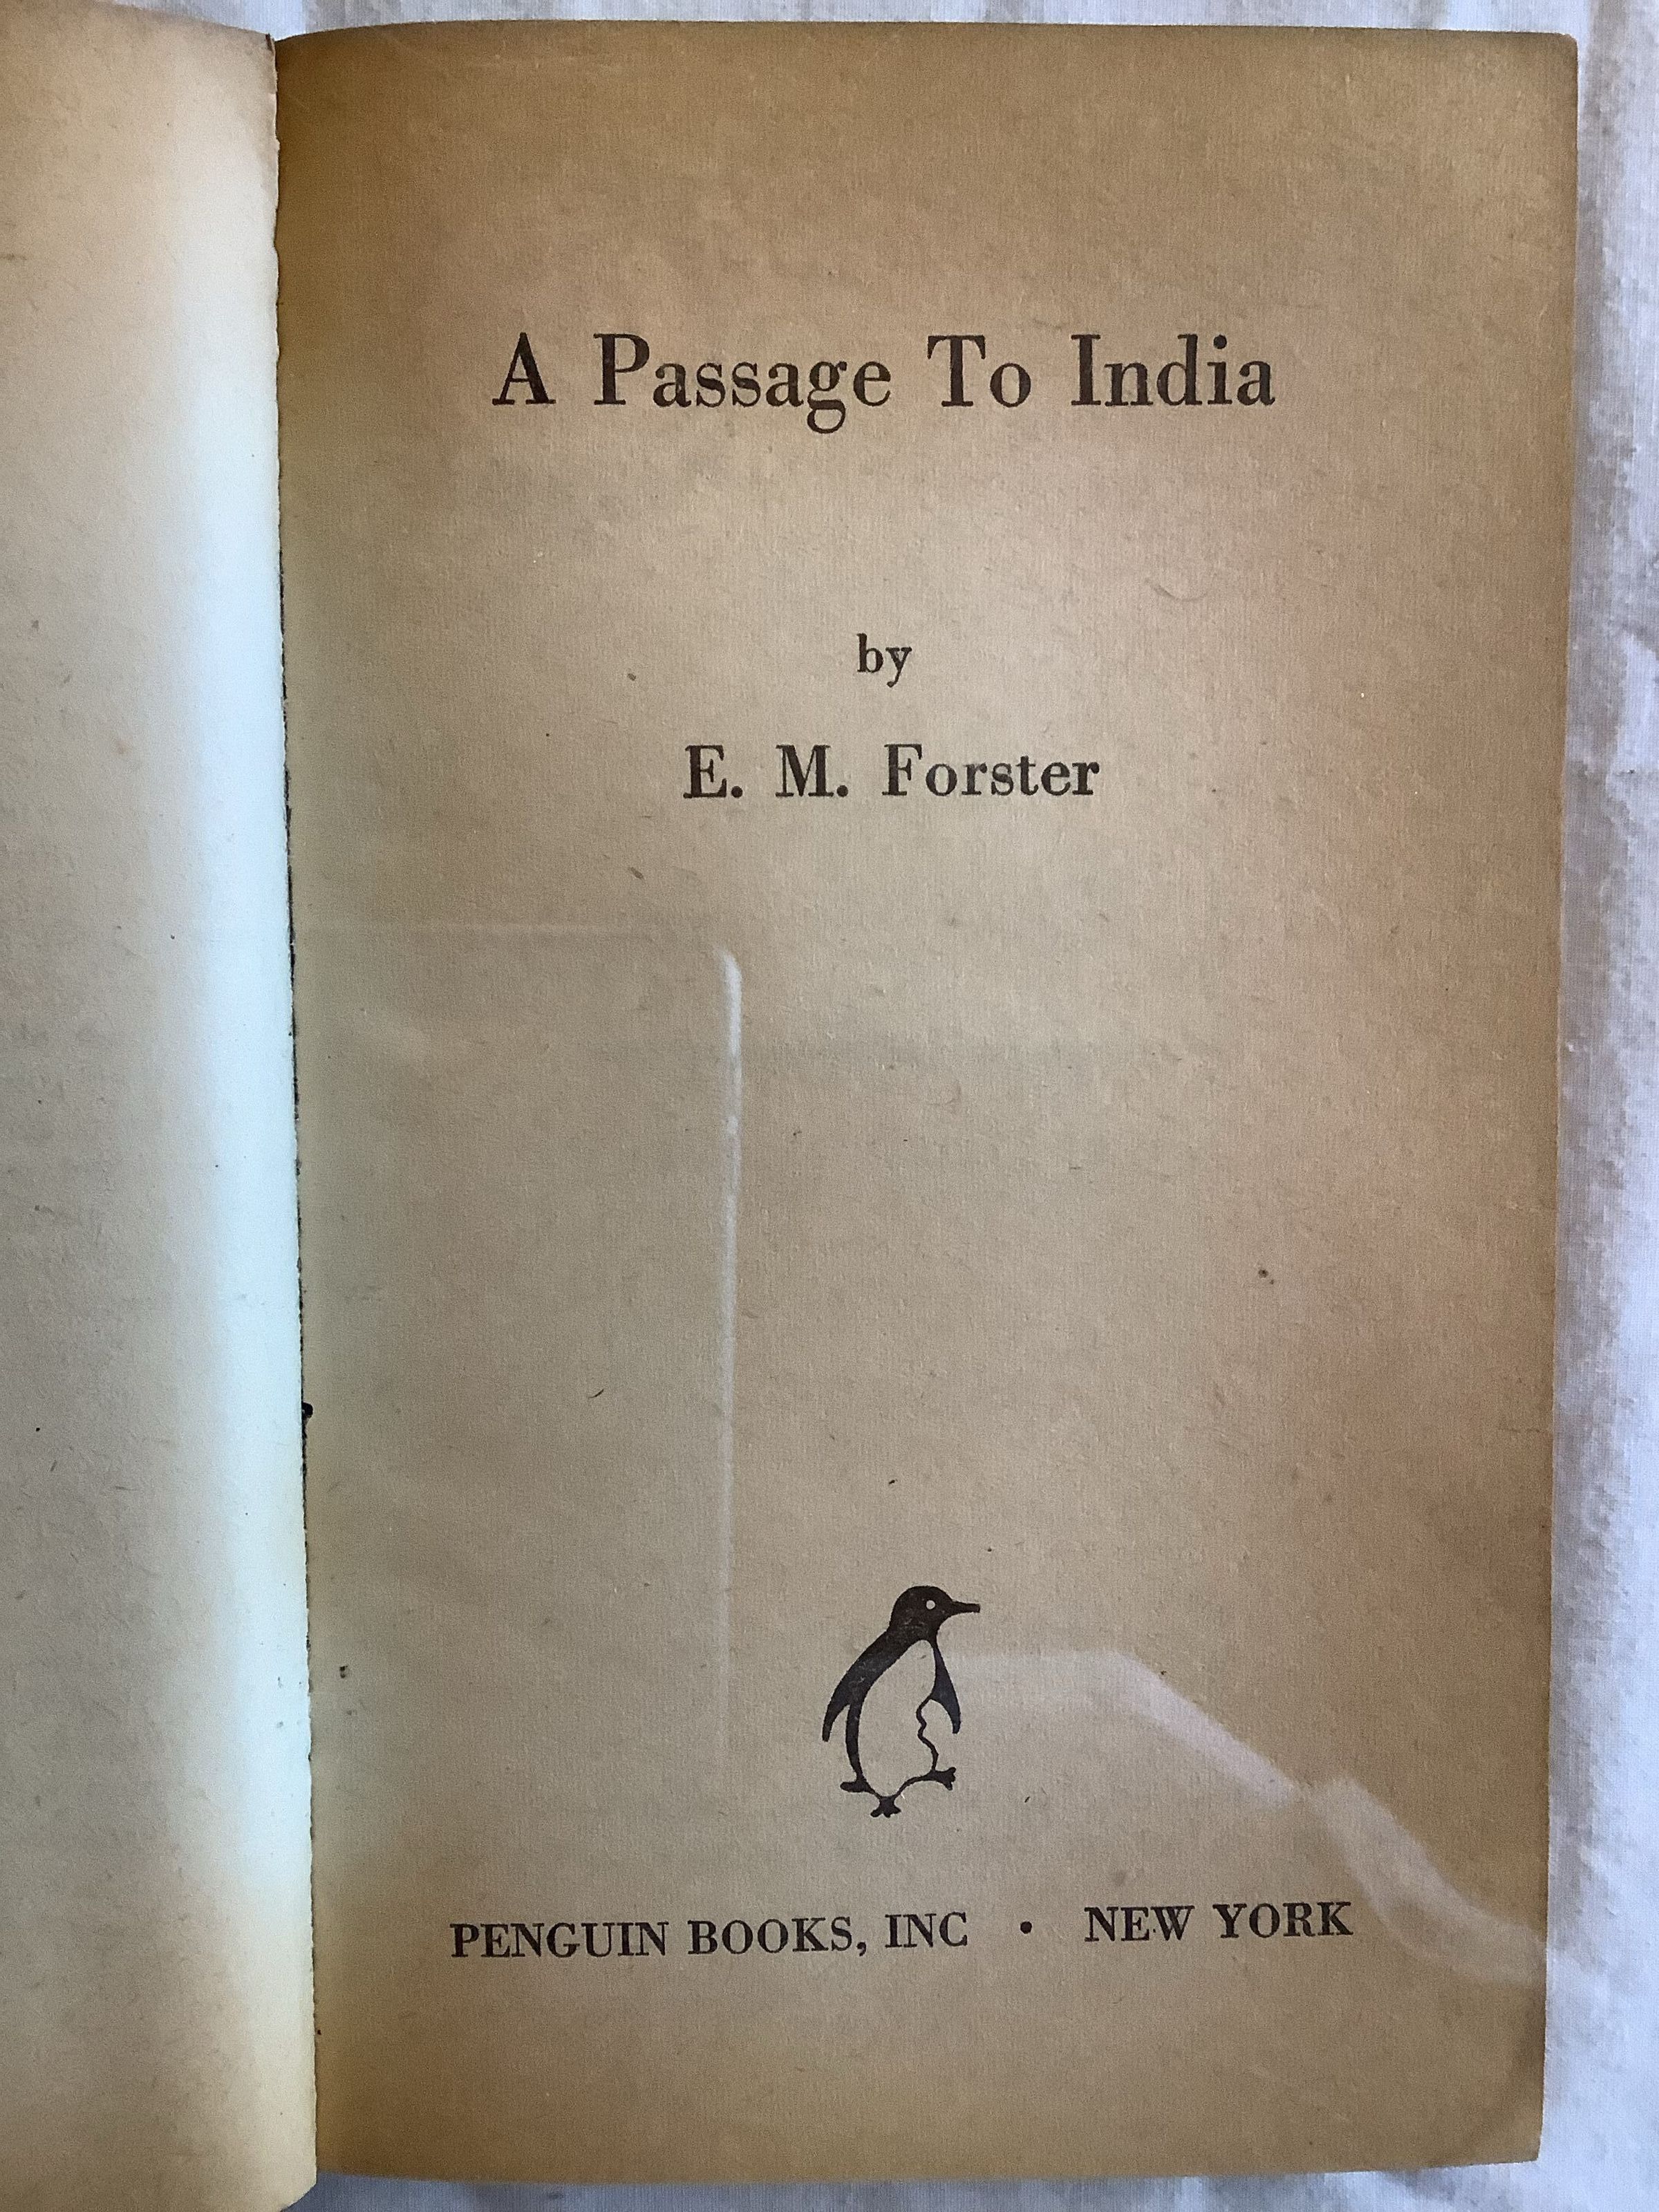 A Passage To India
by
E. M. Forster
PENGUIN BOOKS, INC • NEW YORK